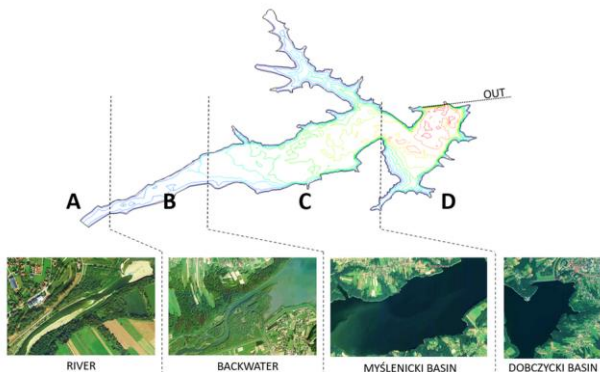 OUT
A
B
C
D
RIVER
BACKWATER
MYŚLENICKI BASIN
DOBCZYCKI BASIN